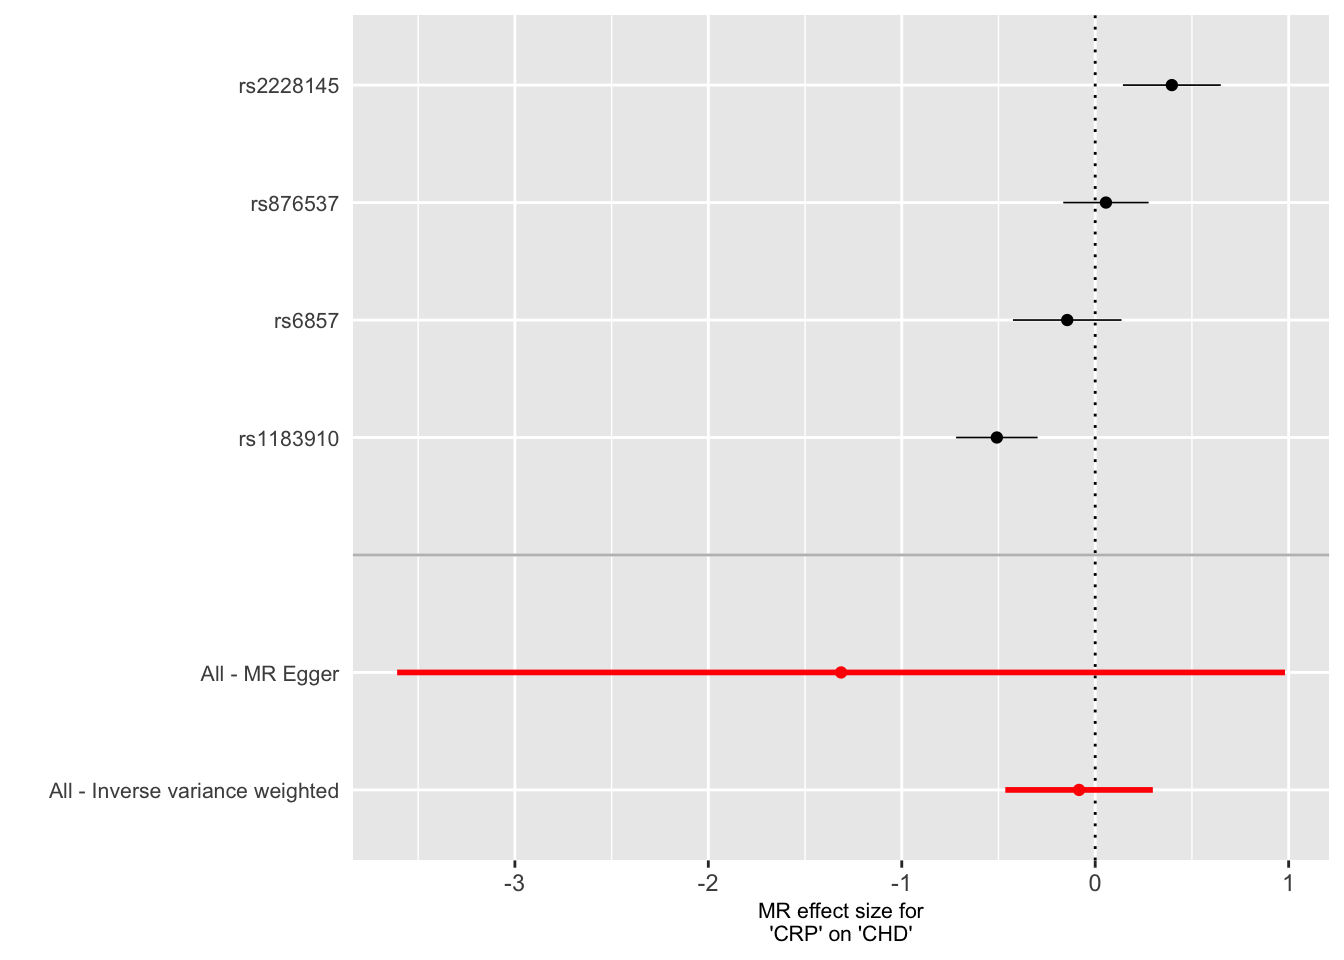 rs2228145
rs876537
rs6857
rs1183910
All - MR Egger
All - Inverse variance weighted
-3 -2 -1 0 1
MR effect size for
'CRP' on 'CHD'